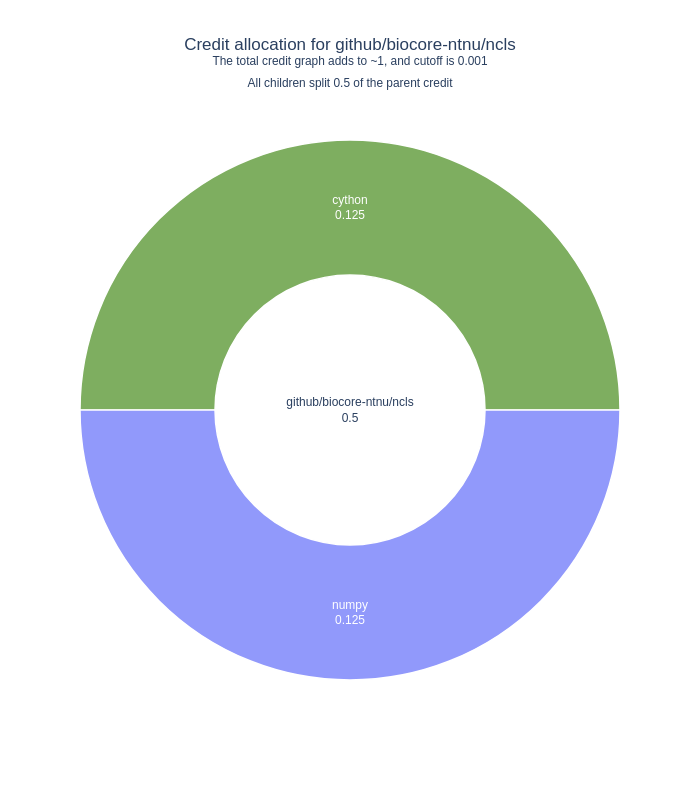 Credit allocation for github/biocore-ntnu/ncls
The total credit graph adds to ~1, and cutoff is 0.001
All children split 0.5 of the parent credit
cython
0.125
github/biocore-ntnu/ncls
0.5
numpy
0.125